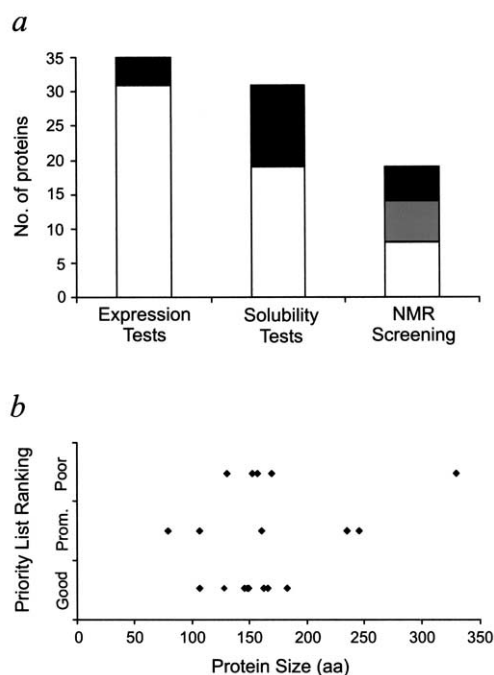 a
35
30
25
20
15
10
5
0
No. of proteins
Expression
Tests
Solubility
Tests
NMR
Screening
b
Priority List Ranking
Poor
Prom.
Good
0
50
100
150
200
250
300
350
Protein Size (aa)